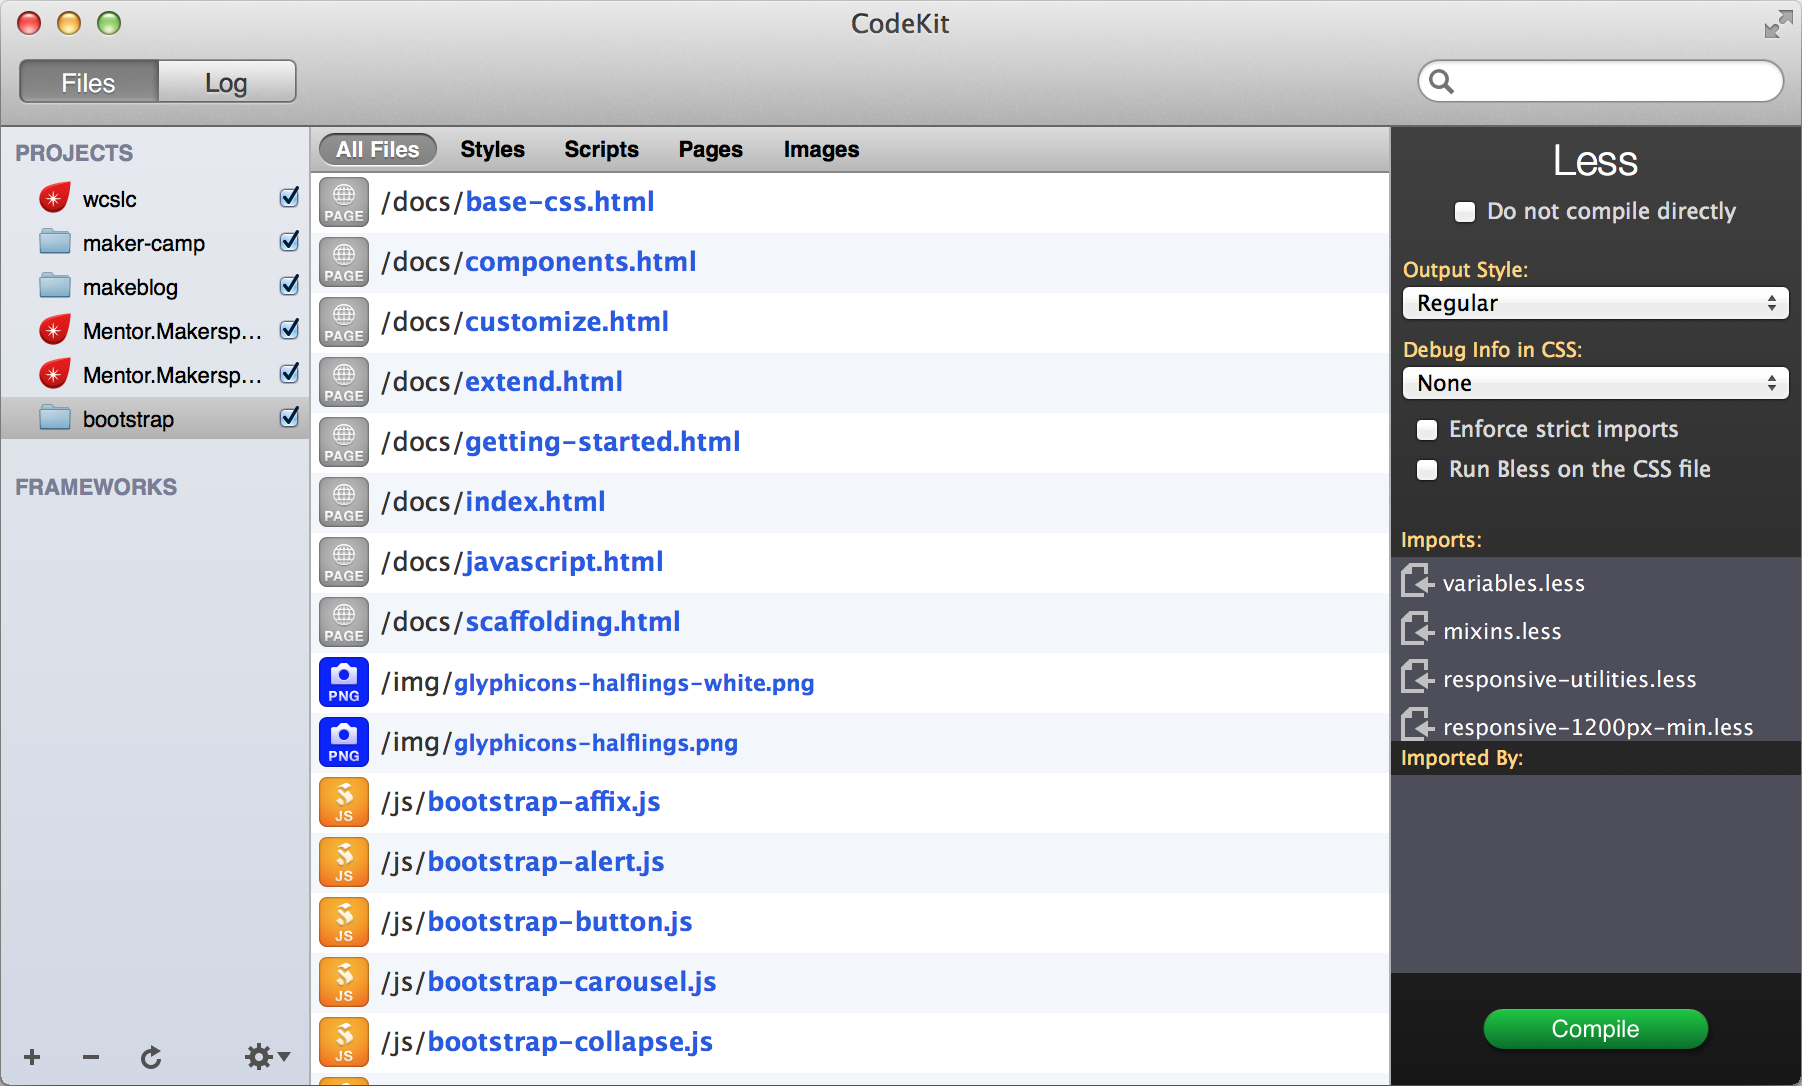 CodeKit
Files
Log
PROJECTS
wcslc
maker-camp
makeblog
Mentor.Makersp...
Mentor.Makersp...
bootstrap
FRAMEWORKS
All Files Styles Scripts Pages Images
PAGE /docs/base-css.html
PAGE /docs/components.html
PAGE /docs/customize.html
PAGE /docs/extend.html
PAGE /docs/getting-started.html
PAGE /docs/index.html
PAGE /docs/javascript.html
PAGE /docs/scaffolding.html
PNG /img/glyphicons-halflings-white.png
PNG /img/glyphicons-halflings.png
JS /js/bootstrap-affix.js
JS /js/bootstrap-alert.js
JS /js/bootstrap-button.js
JS /js/bootstrap-carousel.js
JS /js/bootstrap-collapse.js
Less
Do not compile directly
Output Style:
Regular
Debug Info in CSS:
None
Enforce strict imports
Run Bless on the CSS file
Imports:
variables.less
mixins.less
responsive-utilities.less
responsive-1200px-min.less
Imported By:
Compile